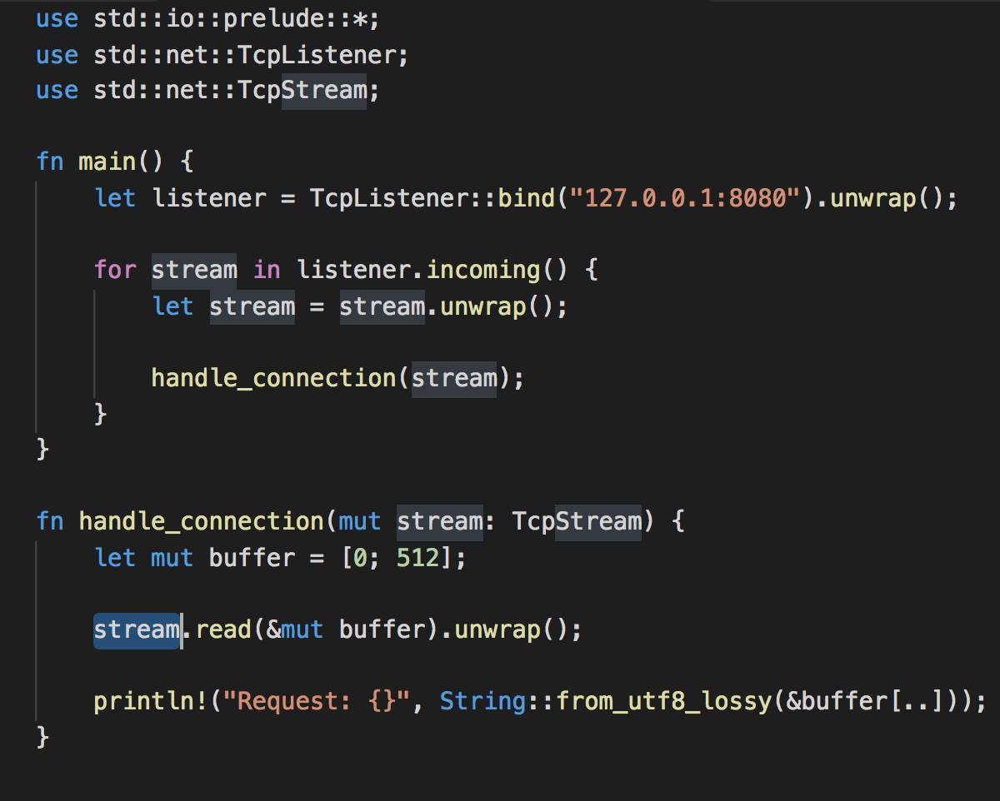 use std::io::prelude::*;
use std::net::TcpListener;
use std::net::TcpStream;
fn main() {
let listener = TcpListener::bind("127.0.0.1:8080").unwrap();
for stream in listener.incoming() {
let stream = stream.unwrap();
handle_connection(stream);
}
}
fn handle_connection(mut stream: TcpStream) {
let mut buffer = [0; 512];
stream.read(&mut buffer).unwrap();
println!("Request: {}", String::from_utf8_lossy(&buffer[..]));
}